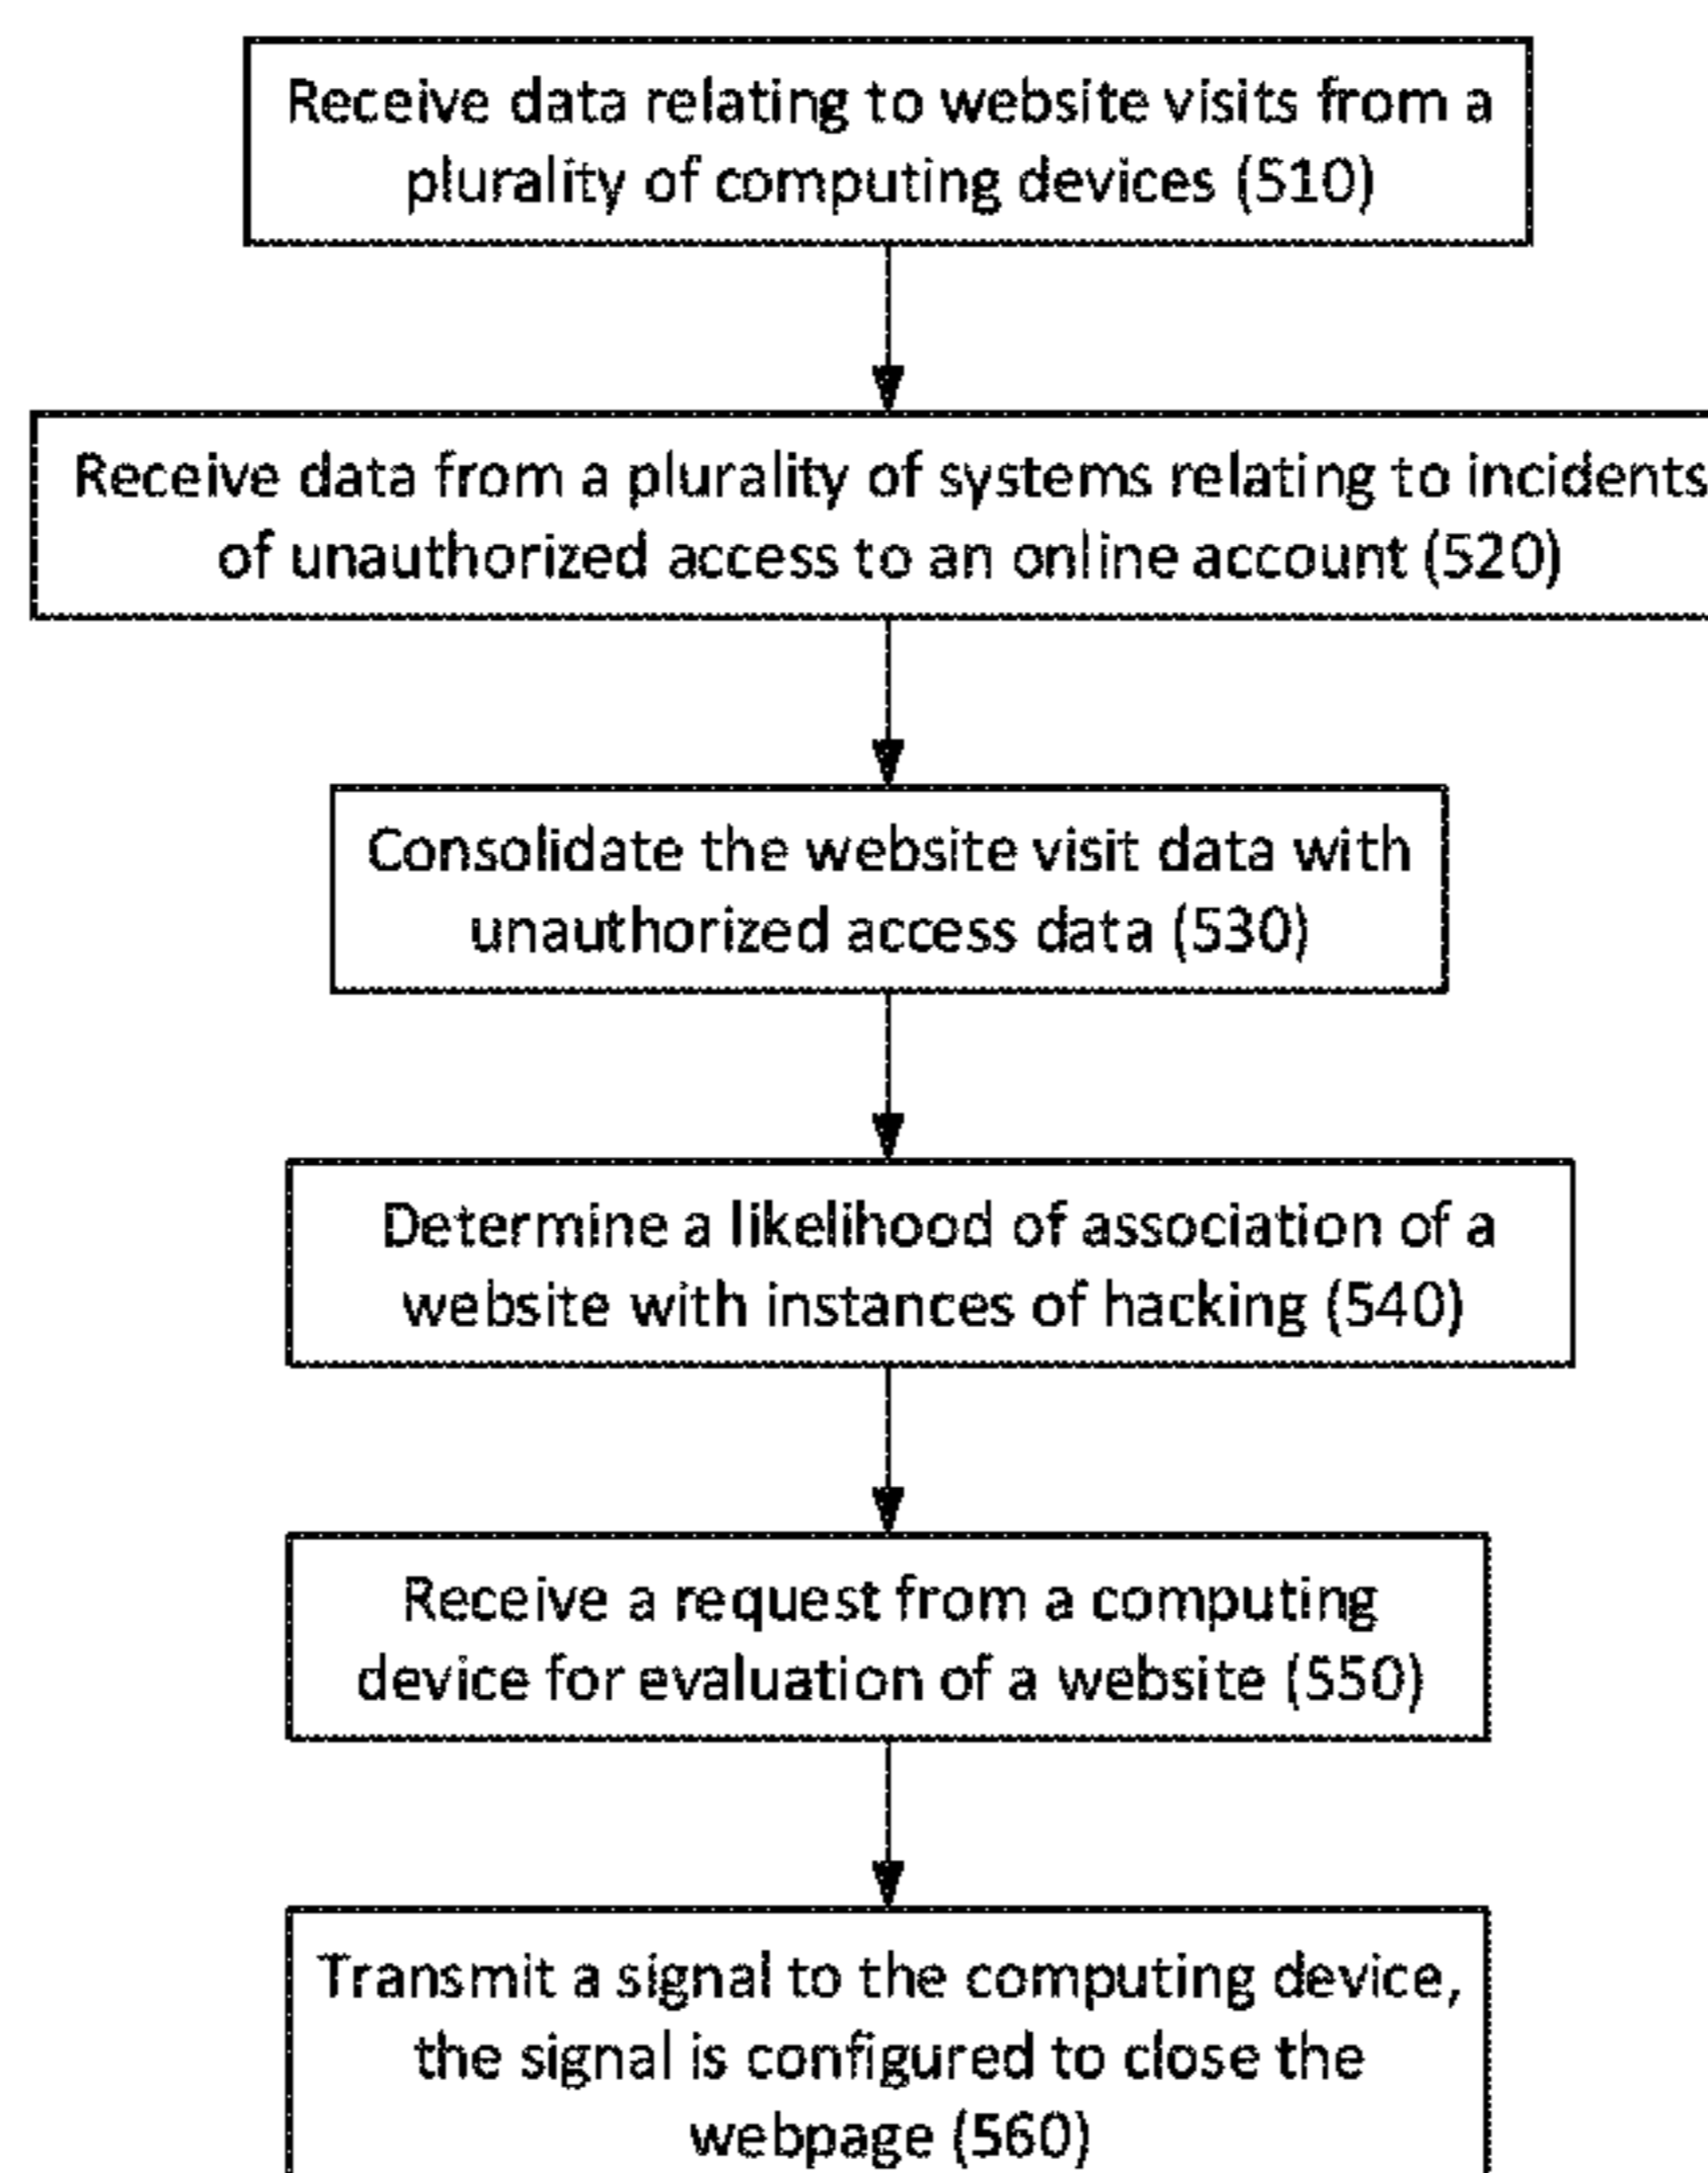 Receive data relating to website visits from a
plurality of computing devices (510)
Receive data from a plurality of systems relating to incidents
of unauthorized access to an online account (520)
Consolidate the website visit data with
unauthorized access data (530)
Determine a likelihood of association of a
website with instances of hacking (540)
Receive a request from a computing
device for evaluation of a website (550)
Transmit a signal to the computing device,
the signal is configured to close the
webpage (560)